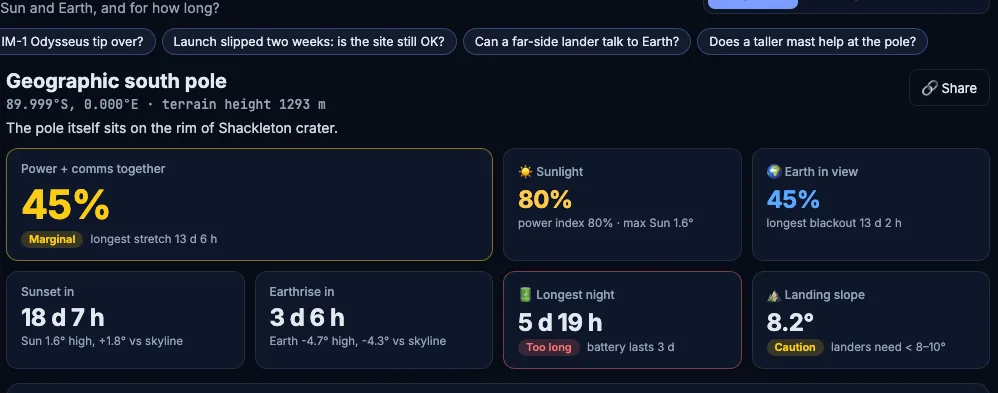 Sun and Earth, and for how long?
IM-1 Odysseus tip over?
Launch slipped two weeks: is the site still OK?
Can a far-side lander talk to Earth?
Does a taller mast help at the pole?
Geographic south pole
Share
89.999°S, 0.000°E · terrain height 1293 m
The pole itself sits on the rim of Shackleton crater.
Power + comms together
45%
Marginal longest stretch 13 d 6 h
Sunlight
80%
power index 80% · max Sun 1.6°
Earth in view
45%
longest blackout 13 d 2 h
Sunset in
18 d 7 h
Sun 1.6° high, +1.8° vs skyline
Earthrise in
3 d 6 h
Earth -4.7° high, -4.3° vs skyline
Longest night
5 d 19 h
Too long battery lasts 3 d
Landing slope
8.2°
Caution landers need < 8–10°